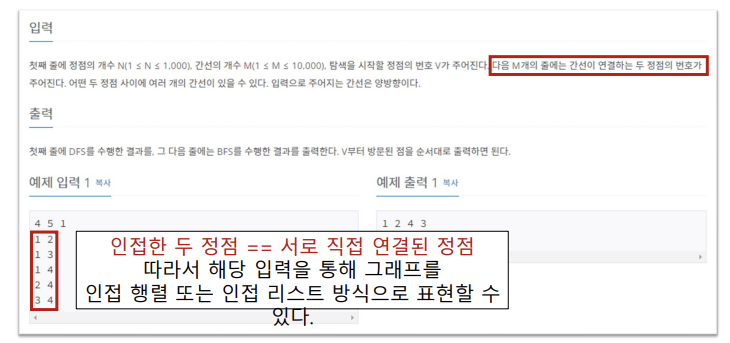 입력
첫째 줄에 정점의 개수 N(1 ≤ N ≤ 1,000), 간선의 개수 M(1 ≤ M ≤ 10,000), 탐색을 시작할 정점의 번호 V가 주어진다. 다음 M개의 줄에는 간선이 연결하는 두 정점의 번호가
주어진다. 어떤 두 정점 사이에 여러 개의 간선이 있을 수 있다. 입력으로 주어지는 간선은 양방향이다.
출력
첫째 줄에 DFS를 수행한 결과를, 그 다음 줄에는 BFS를 수행한 결과를 출력한다. V부터 방문된 점을 순서대로 출력하면 된다.
예제 입력 1 복사
4 5 1
1 2
1 3
1 4
2 4
3 4
예제 출력 1 복사
1 2 4 3
인접한 두 정점 == 서로 직접 연결된 정점
따라서 해당 입력을 통해 그래프를
인접 행렬 또는 인접 리스트 방식으로 표현할 수
있다.